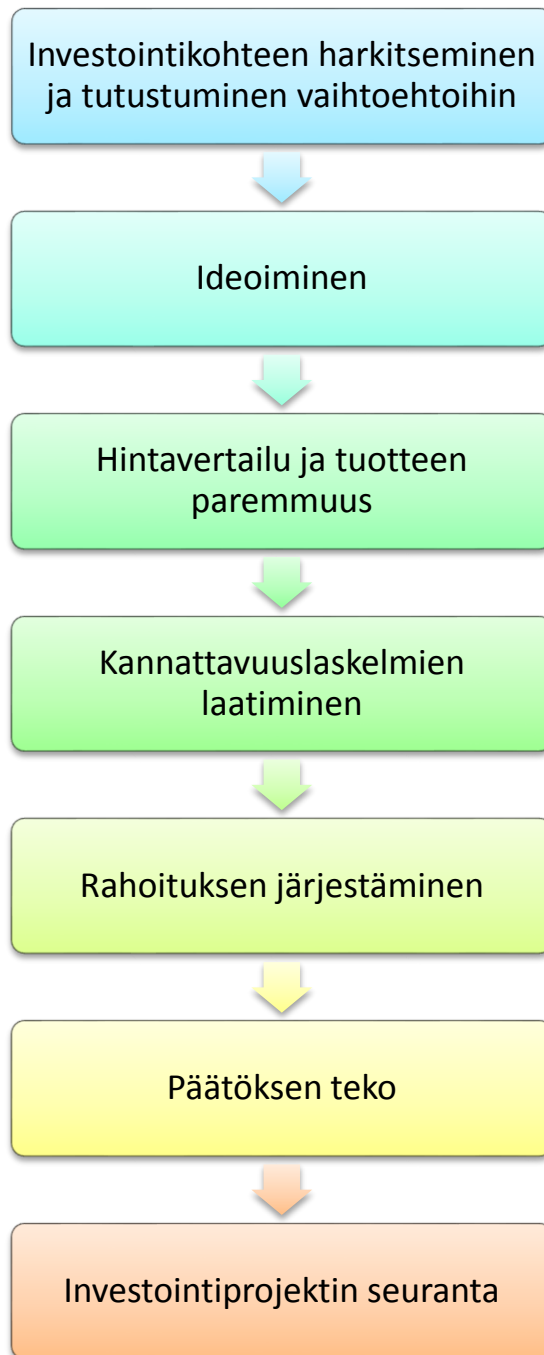 Investointikohteen harkitseminen
ja tutustuminen vaihtoehtoihin
Ideoiminen
Hintavertailu ja tuotteen
paremmuus
Kannattavuuslaskelmien
laatiminen
Rahoituksen järjestäminen
Päätöksen teko
Investointiprojektin seuranta